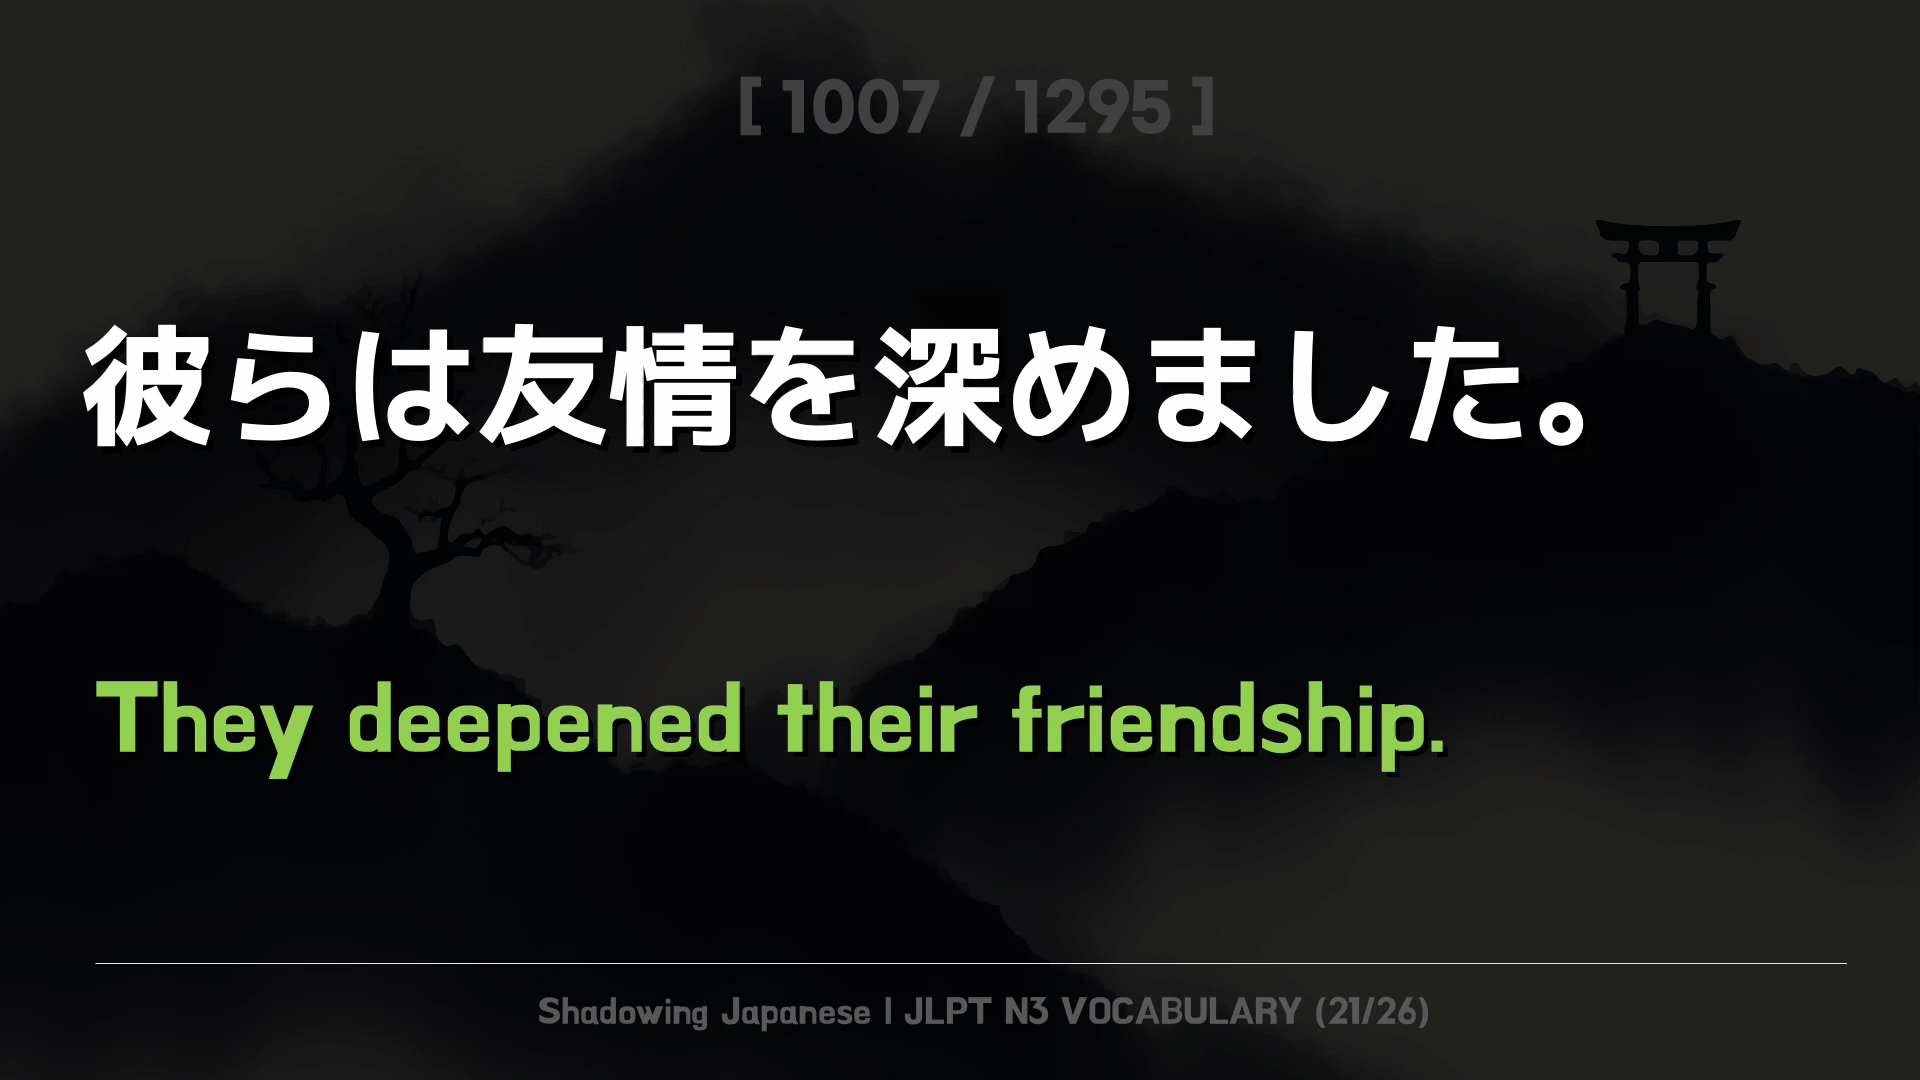 [ 1007 / 1295 ]
彼らは友情を深めました。
They deepened their friendship.
Shadowing Japanese | JLPT N3 VOCABULARY (21/26)